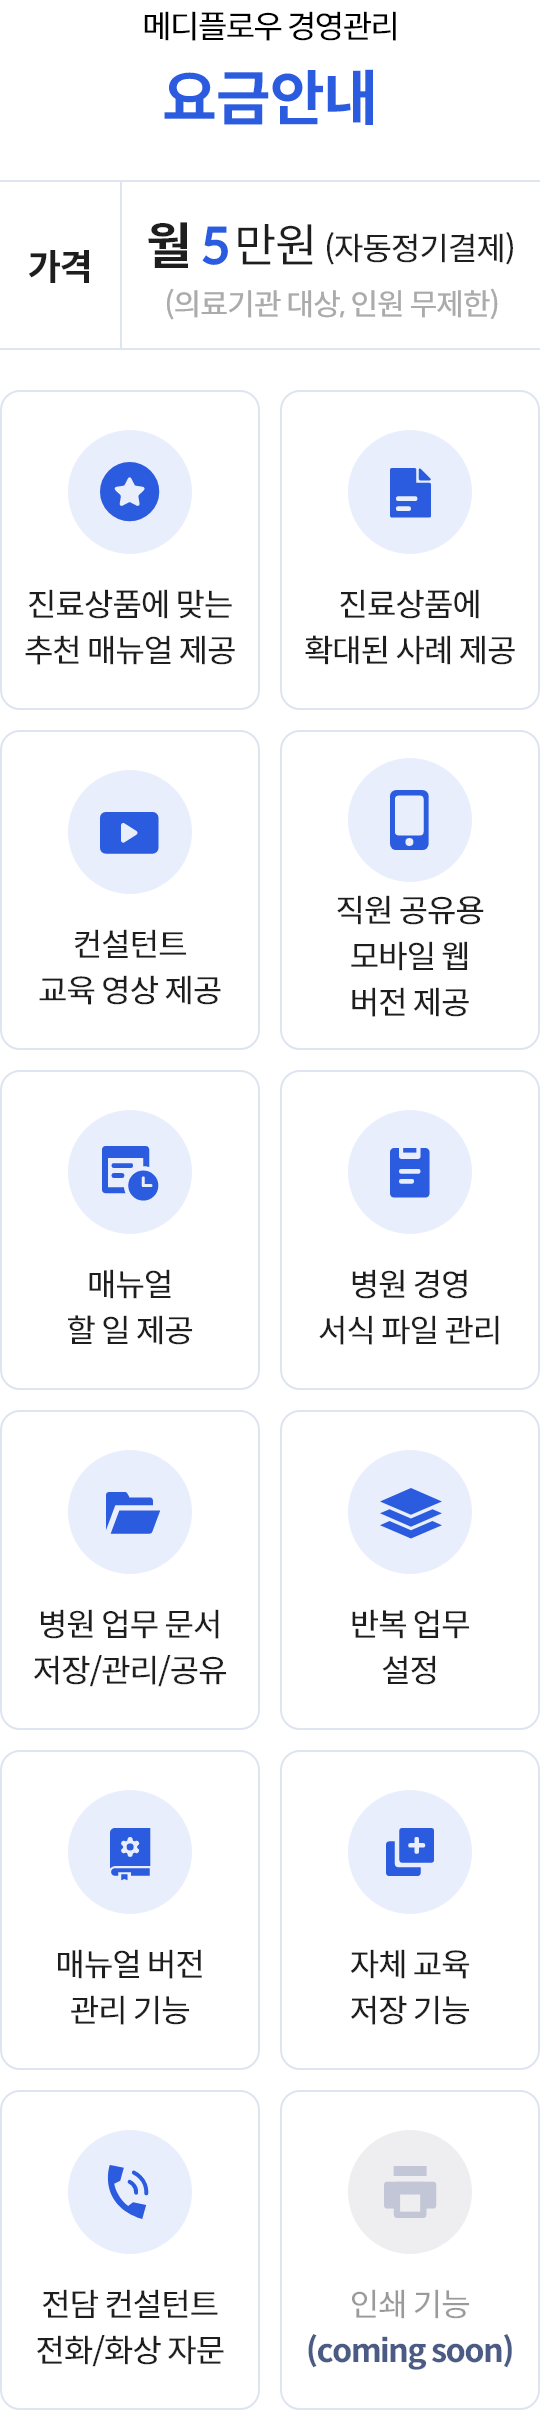 메디플로우 경영관리
요금안내
가격
월 5만원 (자동정기결제)
(의료기관 대상, 인원 무제한)
진료상품에 맞는
추천 매뉴얼 제공
진료상품에
확대된 사례 제공
컨설턴트
교육 영상 제공
직원 공유용
모바일 웹
버전 제공
매뉴얼
할 일 제공
병원 경영
서식 파일 관리
병원 업무 문서
저장/관리/공유
반복 업무
설정
매뉴얼 버전
관리 기능
자체 교육
저장 기능
전담 컨설턴트
전화/화상 자문
인쇄 기능
(coming soon)